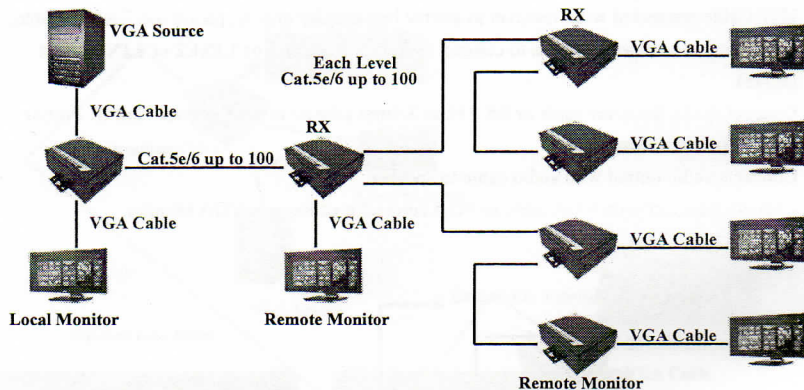 VGA Source
RX
VGA Cable
Each Level
Cat.5e/6 up to 100
VGA Cable
RX
Cat.5e/6 up to 100
VGA Cable
VGA Cable
VGA Cable
VGA Cable
Local Monitor
Remote Monitor
VGA Cable
Remote Monitor